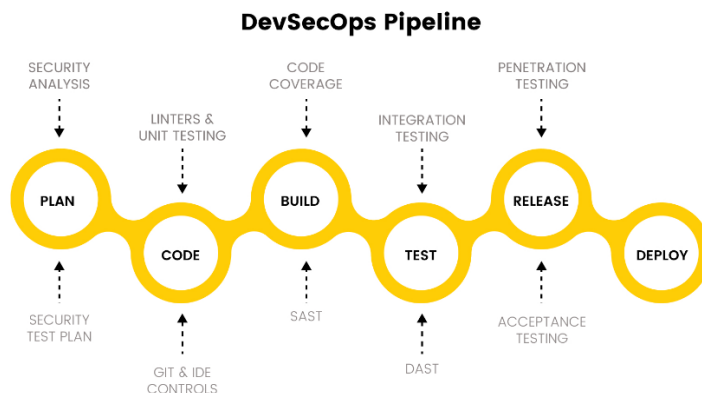 DevSecOps Pipeline
SECURITY
ANALYSIS
CODE
COVERAGE
PENETRATION
TESTING
LINTERS &
UNIT TESTING
INTEGRATION
TESTING
PLAN
BUILD
RELEASE
CODE
TEST
DEPLOY
SECURITY
TEST PLAN
SAST
ACCEPTANCE
TESTING
GIT & IDE
CONTROLS
DAST